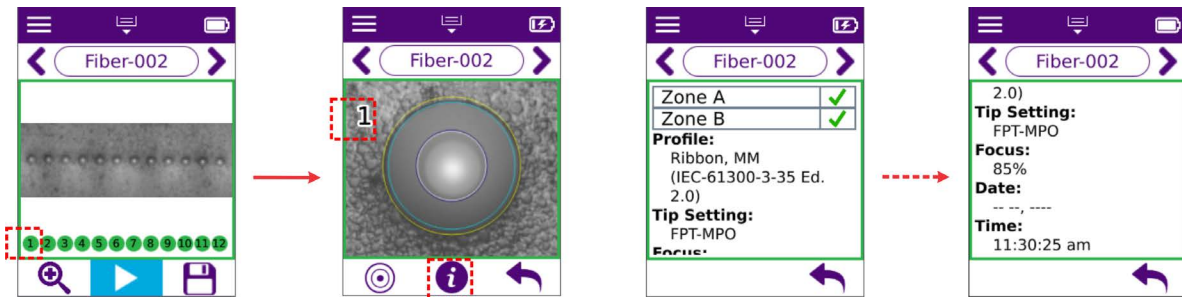 Fiber-002
1 2 3 4 5 6 7 8 9 10 11 12
Fiber-002
1
i
Fiber-002
Zone A
Zone B
Profile:
Ribbon, MM
(IEC-61300-3-35 Ed.
2.0)
Tip Setting:
FPT-MPO
Focus:
Fiber-002
2.0)
Tip Setting:
FPT-MPO
Focus:
85%
Date:
-- --, ----
Time:
11:30:25 am